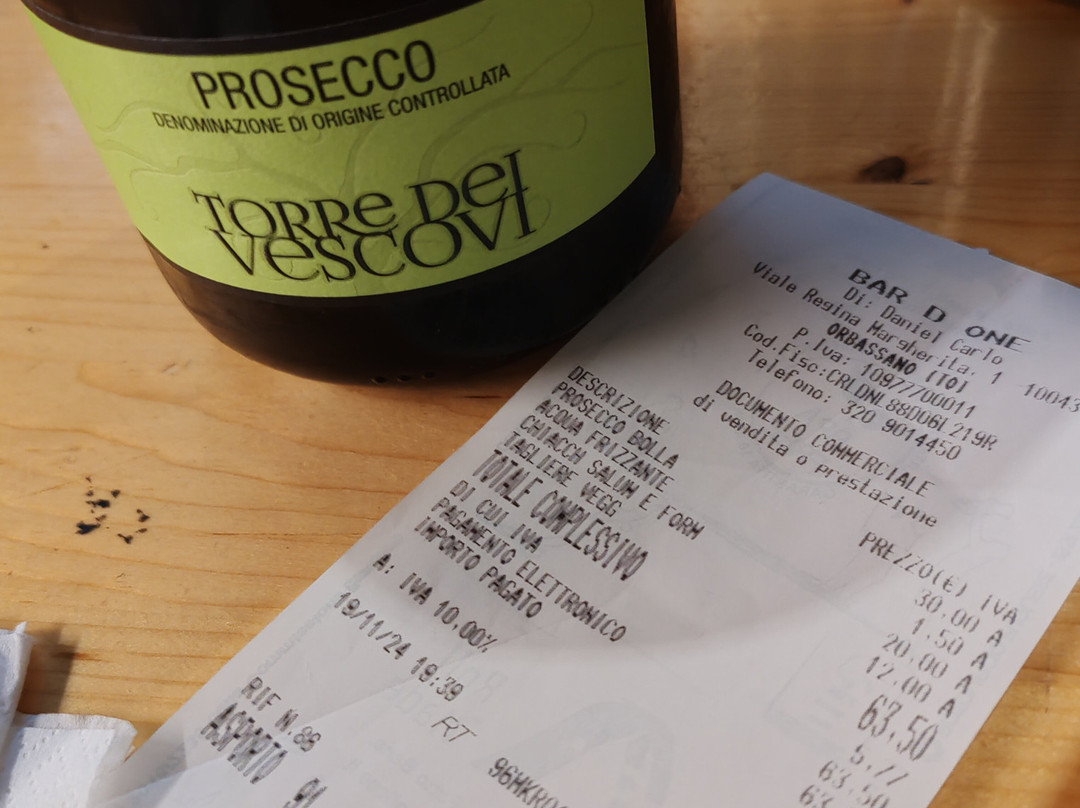 PROSECCO
DENOMINAZIONE DI ORIGINE CONTROLLATA
TORRE DEI
VESCOVI
BAR D ONE
Di: Daniel Carlo
Viale Regina Margherita, 1 10043
ORBASSANO (TO)
P.Iva: 10977700011
Cod.Fisc:CRLDNL88D06L219R
Telefono: 320 9014450
DOCUMENTO COMMERCIALE
di vendita o prestazione
DESCRIZIONE PREZZO(€) IVA
PROSECCO BOLLA 30.00 A
ACQUA FRIZZANTE 1.50 A
CHIACCH SALUM E FORM 20.00 A
TAGLIERE VEGG 12.00 A
TOTALE COMPLESSIVO 63.50
DI CUI IVA 5.77
PAGAMENTO ELETTRONICO 63.50
IMPORTO PAGATO
A: IVA 10.00%
19/11/24 19:39
RT
RIF N.89
ASPORTO 91